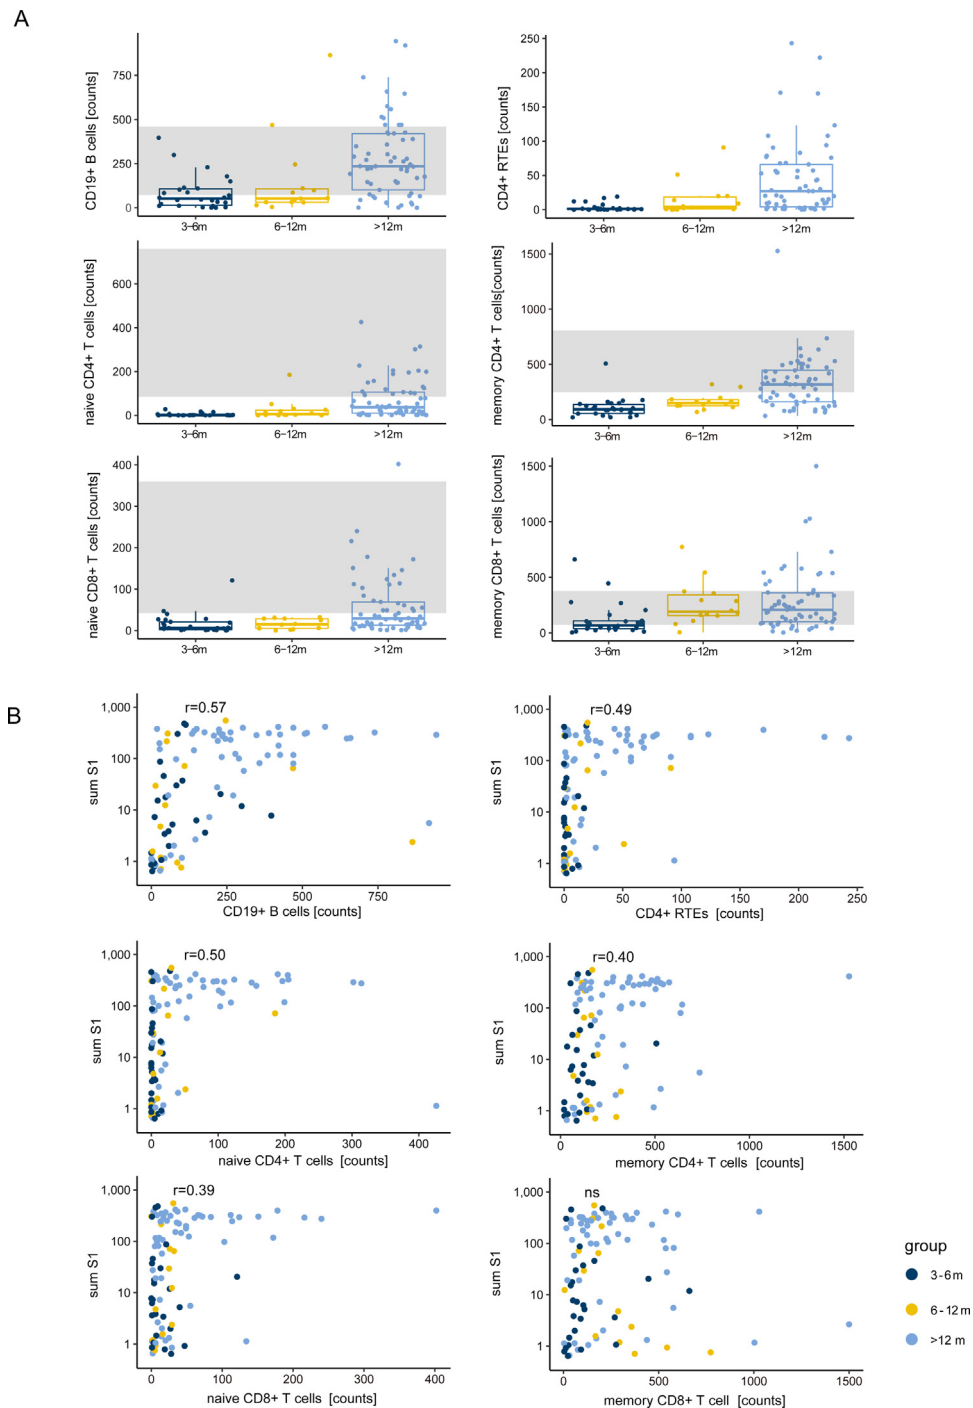 A
CD19+ B cells [counts]
750
500
250
0
3-6m
6-12m
>12m
CD4+ RTEs [counts]
250
200
150
100
50
0
3-6m
6-12m
>12m
naive CD4+ T cells [counts]
600
400
200
0
3-6m
6-12m
>12m
memory CD4+ T cells[counts]
1500
1000
500
0
3-6m
6-12m
>12m
naive CD8+ T cells [counts]
400
300
200
100
0
3-6m
6-12m
>12m
memory CD8+ T cells [counts]
1500
1000
500
0
3-6m
6-12m
>12m
B
r=0.57
sum S1
1,000
100
10
1
0
250
500
750
CD19+ B cells [counts]
r=0.49
sum S1
1,000
100
10
1
0
50
100
150
200
250
CD4+ RTEs [counts]
r=0.50
sum S1
1,000
100
10
1
0
100
200
300
400
naive CD4+ T cells [counts]
r=0.40
sum S1
1,000
100
10
1
0
500
1000
1500
memory CD4+ T cells [counts]
r=0.39
sum S1
1,000
100
10
1
0
100
200
300
400
naive CD8+ T cells [counts]
ns
sum S1
1,000
100
10
1
0
500
1000
1500
memory CD8+ T cell [counts]
group
3-6m
6-12m
>12m